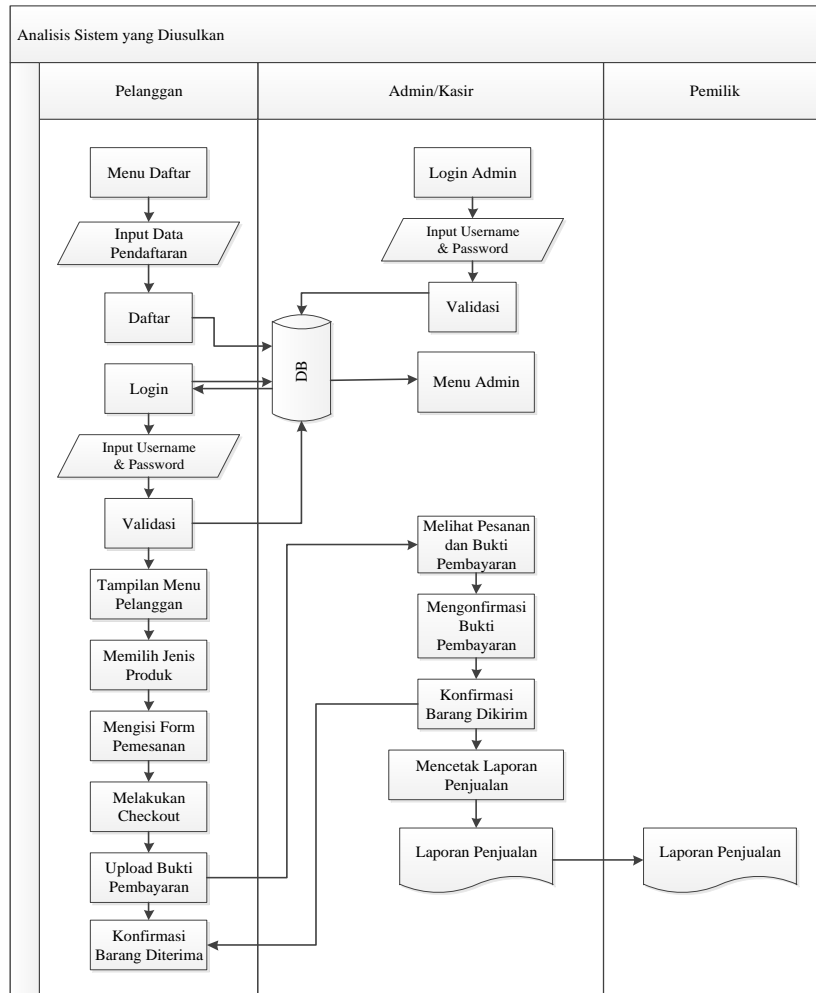 Analisis Sistem yang Diusulkan
Pelanggan
Admin/Kasir
Pemilik
Menu Daftar
Input Data
Pendaftaran
Daftar
Login
Input Username
& Password
Validasi
Tampilan Menu
Pelanggan
Memilih Jenis
Produk
Mengisi Form
Pemesanan
Melakukan
Checkout
Upload Bukti
Pembayaran
Konfirmasi
Barang Diterima
Login Admin
Input Username
& Password
Validasi
DB
Menu Admin
Melihat Pesanan
dan Bukti
Pembayaran
Mengonfirmasi
Bukti
Pembayaran
Konfirmasi
Barang Dikirim
Mencetak Laporan
Penjualan
Laporan Penjualan
Laporan Penjualan